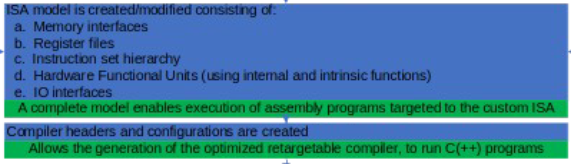 ISA model is created/modified consisting of:
a. Memory interfaces
b. Register files
c. Instruction set hierarchy
d. Hardware Functional Units (using internal and intrinsic functions)
e. IO interfaces
A complete model enables execution of assembly programs targeted to the custom ISA
Compiler headers and configurations are created
Allows the generation of the optimized retargetable compiler, to run C(++) programs